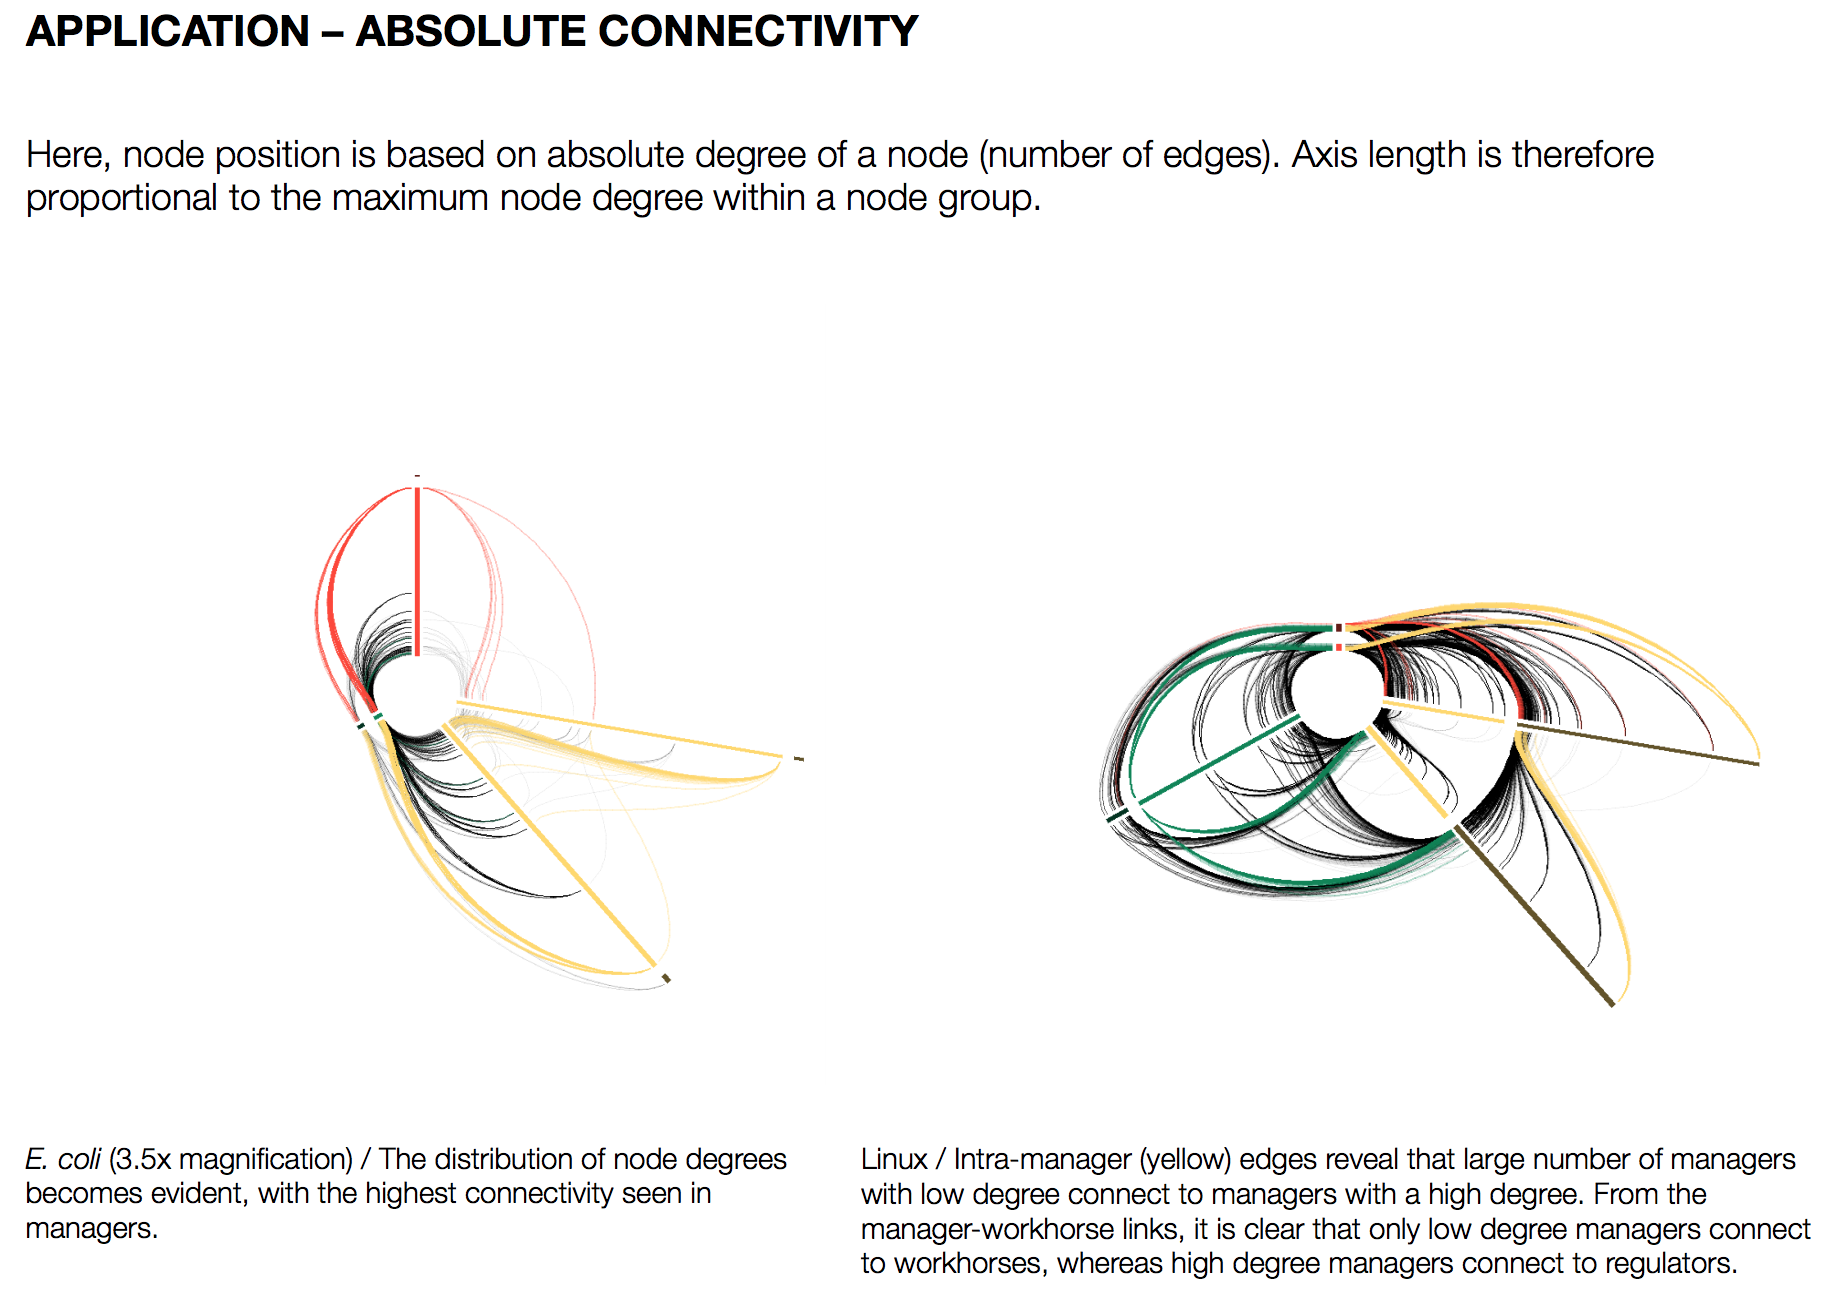 APPLICATION – ABSOLUTE CONNECTIVITY
Here, node position is based on absolute degree of a node (number of edges). Axis length is therefore
proportional to the maximum node degree within a node group.
E. coli (3.5x magnification) / The distribution of node degrees
becomes evident, with the highest connectivity seen in
managers.
Linux / Intra-manager (yellow) edges reveal that large number of managers
with low degree connect to managers with a high degree. From the
manager-workhorse links, it is clear that only low degree managers connect
to workhorses, whereas high degree managers connect to regulators.